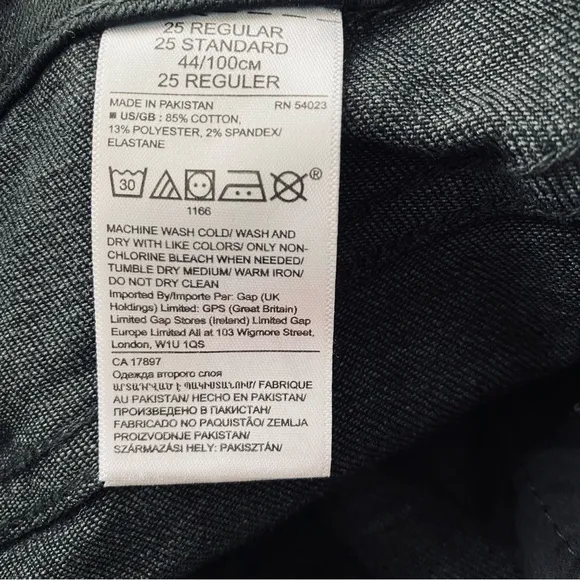 25 REGULAR
25 STANDARD
44/100CM
25 REGULER
MADE IN PAKISTAN RN 54023
■ US/GB : 85% COTTON,
13% POLYESTER, 2% SPANDEX/
ELASTANE
30 ®
1166
MACHINE WASH COLD/ WASH AND
DRY WITH LIKE COLORS/ ONLY NON-
CHLORINE BLEACH WHEN NEEDED/
TUMBLE DRY MEDIUM/ WARM IRON/
DO NOT DRY CLEAN
Imported By/Importe Par: Gap (UK
Holdings) Limited: GPS (Great Britain)
Limited Gap Stores (Ireland) Limited Gap
Europe Limited All at 103 Wigmore Street,
London, W1U 1QS
CA 17897
Одежда второго слоя
ԱՐՏԱԴՐՎԱԾ Է ՊԱԿԻՍՏԱՆՈՒՄ/ FABRIQUE
AU PAKISTAN/ HECHO EN PAKISTAN/
ПРОИЗВЕДЕНО В ПАКИСТАН/
FABRICADO NO PAQUISTÃO/ ZEMLJA
PROIZVODNJE PAKISTAN/
SZÁRMAZÁSI HELY: PAKISZTÁN/